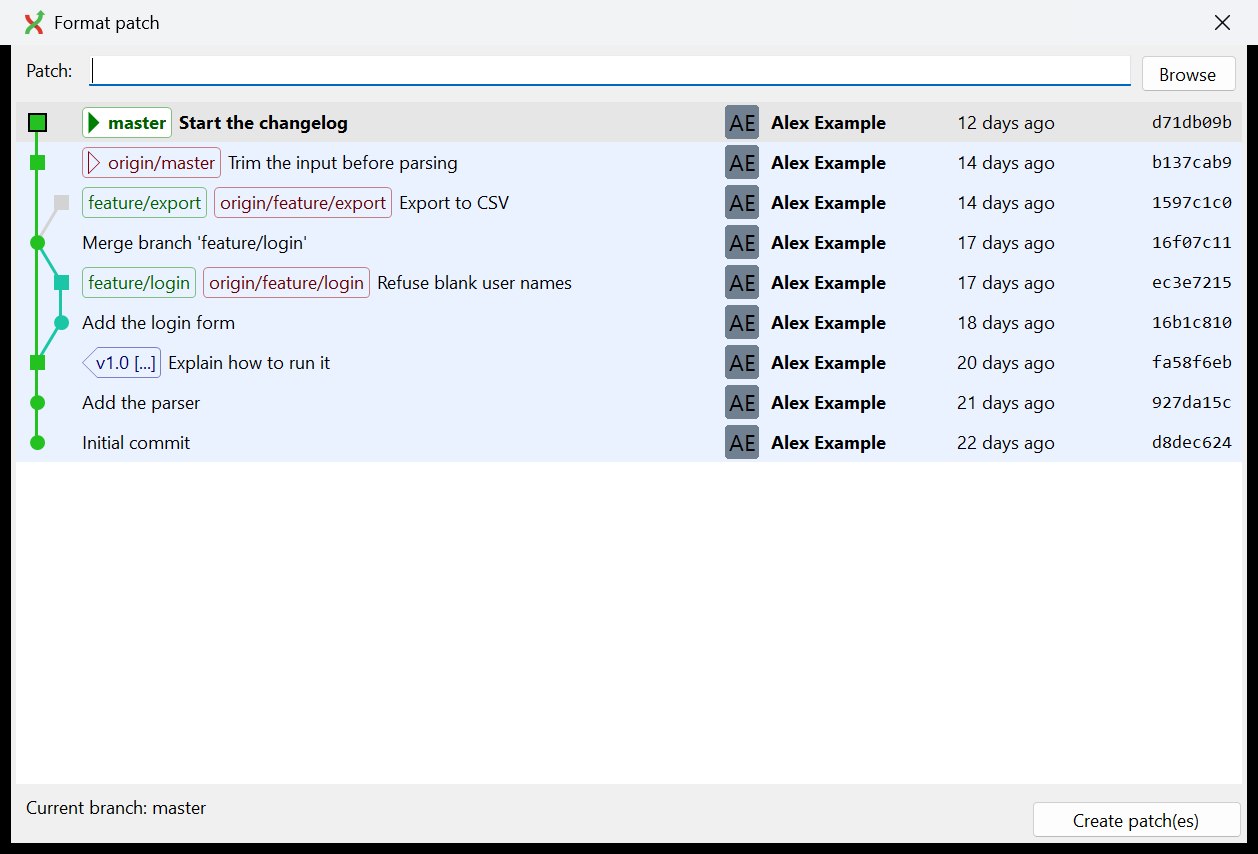 Format patch
Patch: Browse
master Start the changelog AE Alex Example 12 days ago d71db09b
origin/master Trim the input before parsing AE Alex Example 14 days ago b137cab9
feature/export origin/feature/export Export to CSV AE Alex Example 14 days ago 1597c1c0
Merge branch 'feature/login' AE Alex Example 17 days ago 16f07c11
feature/login origin/feature/login Refuse blank user names AE Alex Example 17 days ago ec3e7215
Add the login form AE Alex Example 18 days ago 16b1c810
v1.0 [...] Explain how to run it AE Alex Example 20 days ago fa58f6eb
Add the parser AE Alex Example 21 days ago 927da15c
Initial commit AE Alex Example 22 days ago d8dec624
Current branch: master
Create patch(es)